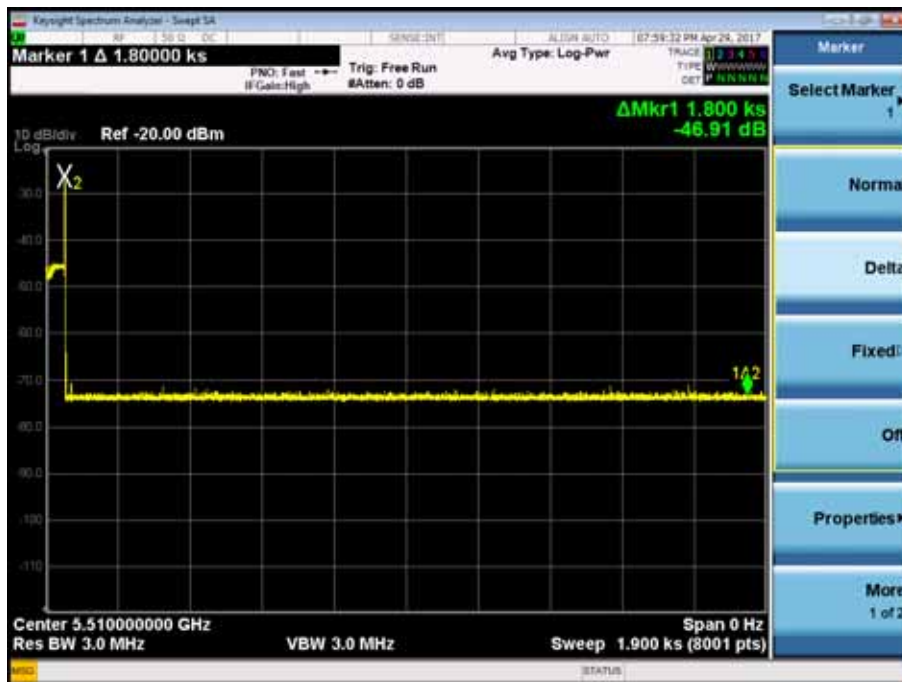 Keysight Spectrum Analyzer - Swept SA
RF 50 Ω DC SENSE:INT ALIGN AUTO 07:59:32 PM Apr 29, 2017
Marker 1 Δ 1.80000 ks
PNO: Fast
IFGain:High
Trig: Free Run
#Atten: 0 dB
Avg Type: Log-Pwr
TRACE 1 2 3 4 5 6
TYPE WWWWWW
DET P N N N N N
ΔMkr1 1.800 ks
-46.91 dB
10 dB/div Ref -20.00 dBm
Log
X2
-30.0
-40.0
-60.0
-70.0
-90.0
-100
-110
1Δ2
Center 5.510000000 GHz Span 0 Hz
Res BW 3.0 MHz VBW 3.0 MHz Sweep 1.900 ks (8001 pts)
MSG STATUS
Marker
Select Marker
1
Norma
Delta
Fixed
Off
Properties
More
1 of 2